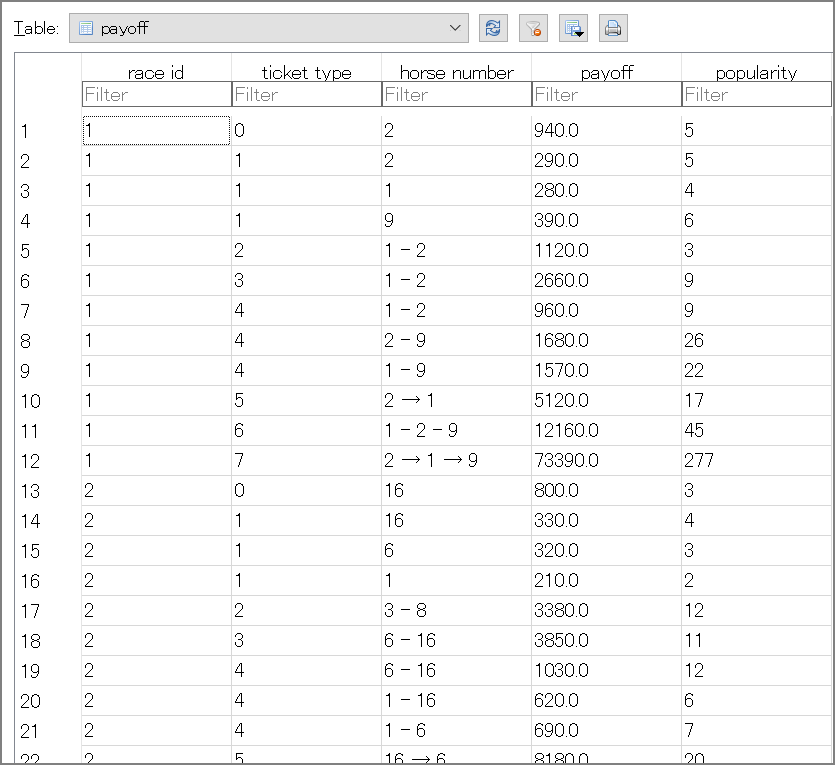 Table: payoff
race id ticket type horse number payoff popularity
Filter Filter Filter Filter Filter
1 1 0 2 940.0 5
2 1 1 2 290.0 5
3 1 1 1 280.0 4
4 1 1 9 390.0 6
5 1 2 1 - 2 1120.0 3
6 1 3 1 - 2 2660.0 9
7 1 4 1 - 2 960.0 9
8 1 4 2 - 9 1680.0 26
9 1 4 1 - 9 1570.0 22
10 1 5 2 → 1 5120.0 17
11 1 6 1 - 2 - 9 12160.0 45
12 1 7 2 → 1 → 9 73390.0 277
13 2 0 16 800.0 3
14 2 1 16 330.0 4
15 2 1 6 320.0 3
16 2 1 1 210.0 2
17 2 2 3 - 8 3380.0 12
18 2 3 6 - 16 3850.0 11
19 2 4 6 - 16 1030.0 12
20 2 4 1 - 16 620.0 6
21 2 4 1 - 6 690.0 7
22 2 5 16 → 6 8180.0 20